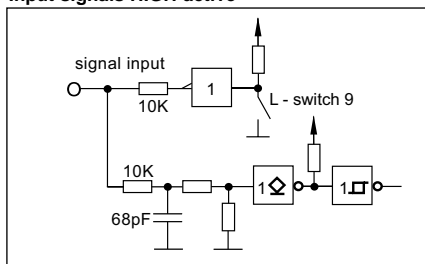 Input signals HIGH active
signal input
10K
1
L - switch 9
10K
68pF
1
1